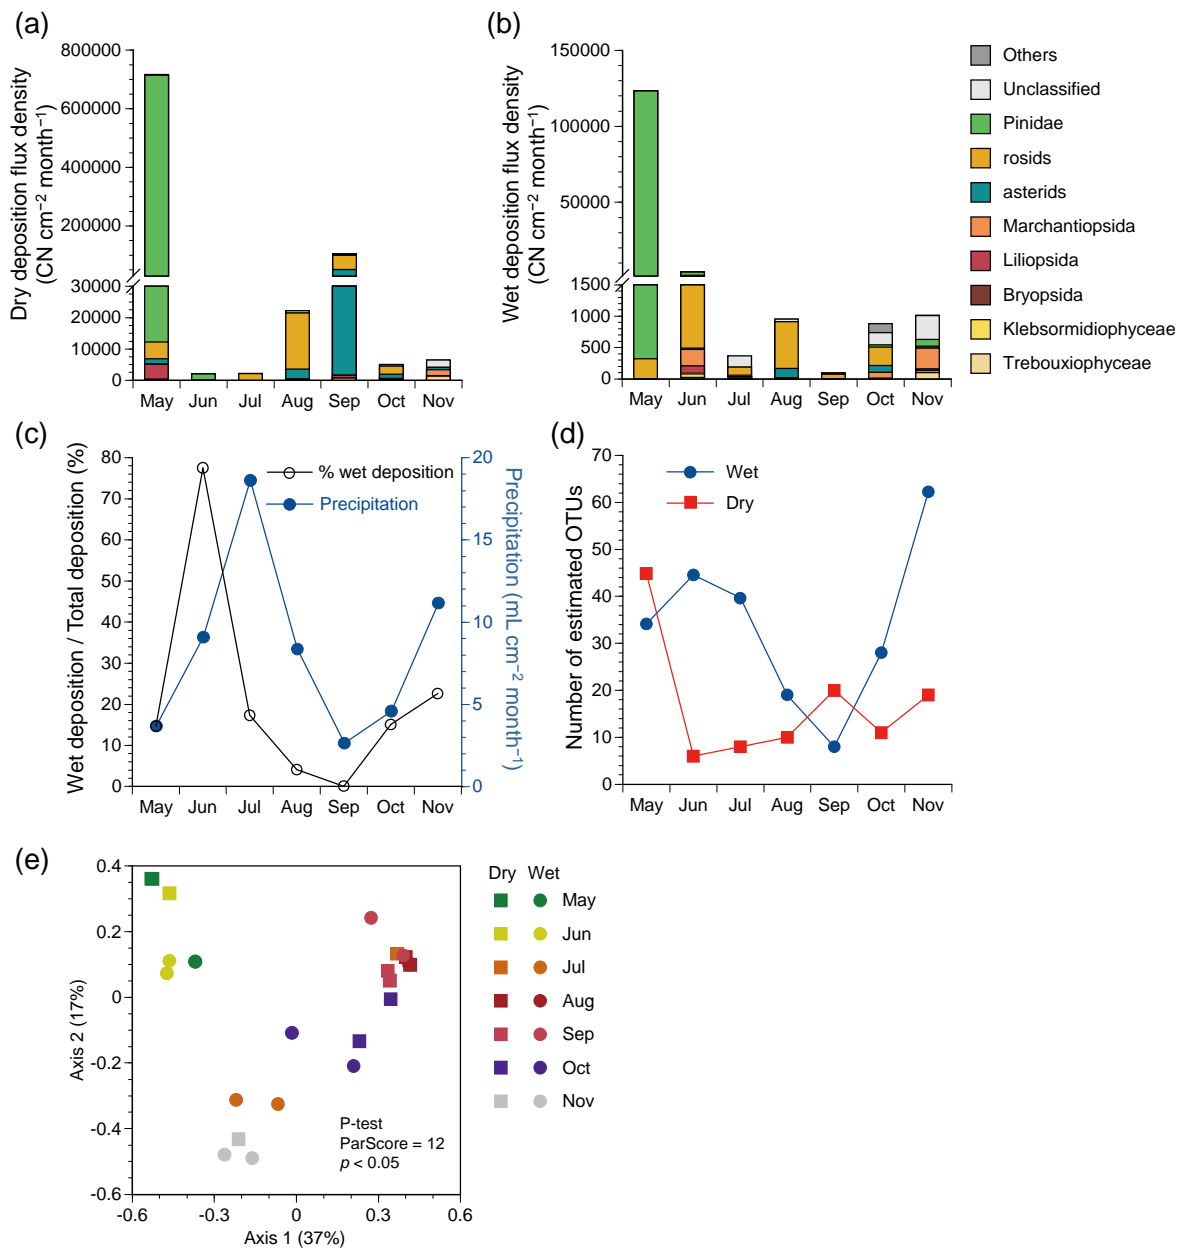 (a)
Dry deposition flux density
(CN cm−2 month−1)
800000
600000
400000
200000
30000
20000
10000
0
May Jun Jul Aug Sep Oct Nov
(b)
Wet deposition flux density
(CN cm−2 month−1)
150000
100000
50000
1500
1000
500
0
May Jun Jul Aug Sep Oct Nov
Others
Unclassified
Pinidae
rosids
asterids
Marchantiopsida
Liliopsida
Bryopsida
Klebsormidiophyceae
Trebouxiophyceae
(c)
Wet deposition / Total deposition (%)
80
70
60
50
40
30
20
10
0
% wet deposition
Precipitation
20
15
10
5
0
Precipitation (mL cm−2 month−1)
May Jun Jul Aug Sep Oct Nov
(d)
Number of estimated OTUs
70
60
50
40
30
20
10
0
Wet
Dry
May Jun Jul Aug Sep Oct Nov
(e)
Axis 2 (17%)
0.4
0.2
0
-0.2
-0.4
-0.6
P-test
ParScore = 12
p < 0.05
-0.6 -0.3 0 0.3 0.6
Axis 1 (37%)
Dry Wet
May
Jun
Jul
Aug
Sep
Oct
Nov